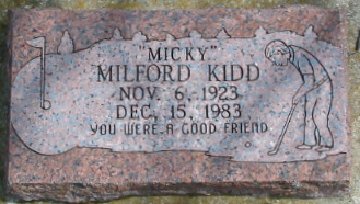 "MICKY"
MILFORD KIDD
NOV. 6, 1923
DEC. 15, 1983
YOU WERE A GOOD FRIEND